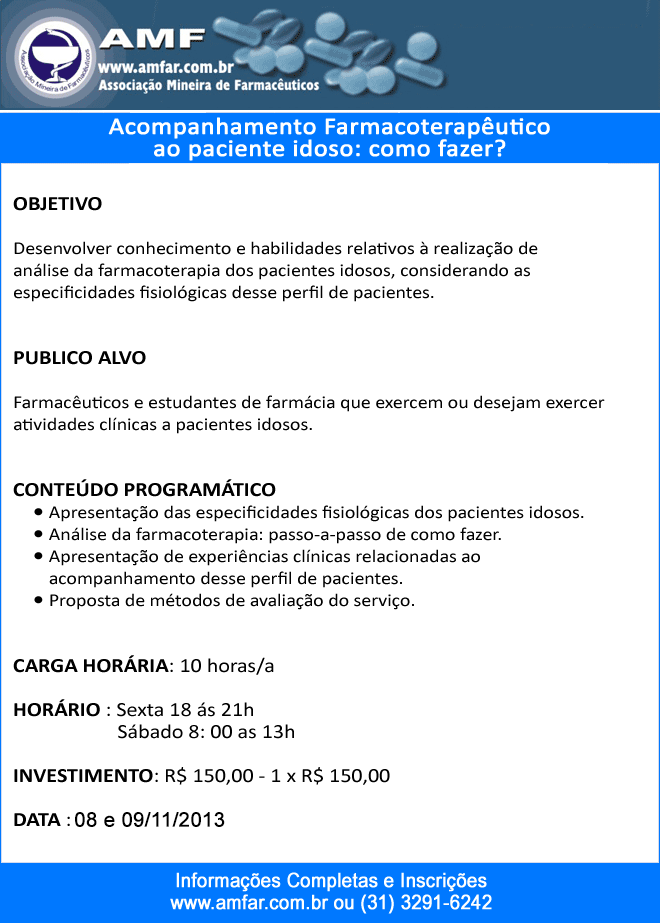 AMF
www.amfar.com.br
Associação Mineira de Farmacêuticos
Associação Mineira de Farmacêuticos
Acompanhamento Farmacoterapêutico
ao paciente idoso: como fazer?
OBJETIVO
Desenvolver conhecimento e habilidades relativos à realização de
análise da farmacoterapia dos pacientes idosos, considerando as
especificidades fisiológicas desse perfil de pacientes.
PUBLICO ALVO
Farmacêuticos e estudantes de farmácia que exercem ou desejam exercer
atividades clínicas a pacientes idosos.
CONTEÚDO PROGRAMÁTICO
• Apresentação das especificidades fisiológicas dos pacientes idosos.
• Análise da farmacoterapia: passo-a-passo de como fazer.
• Apresentação de experiências clínicas relacionadas ao
acompanhamento desse perfil de pacientes.
• Proposta de métodos de avaliação do serviço.
CARGA HORÁRIA: 10 horas/a
HORÁRIO : Sexta 18 ás 21h
Sábado 8: 00 as 13h
INVESTIMENTO: R$ 150,00 - 1 x R$ 150,00
DATA : 08 e 09/11/2013
Informações Completas e Inscrições
www.amfar.com.br ou (31) 3291-6242